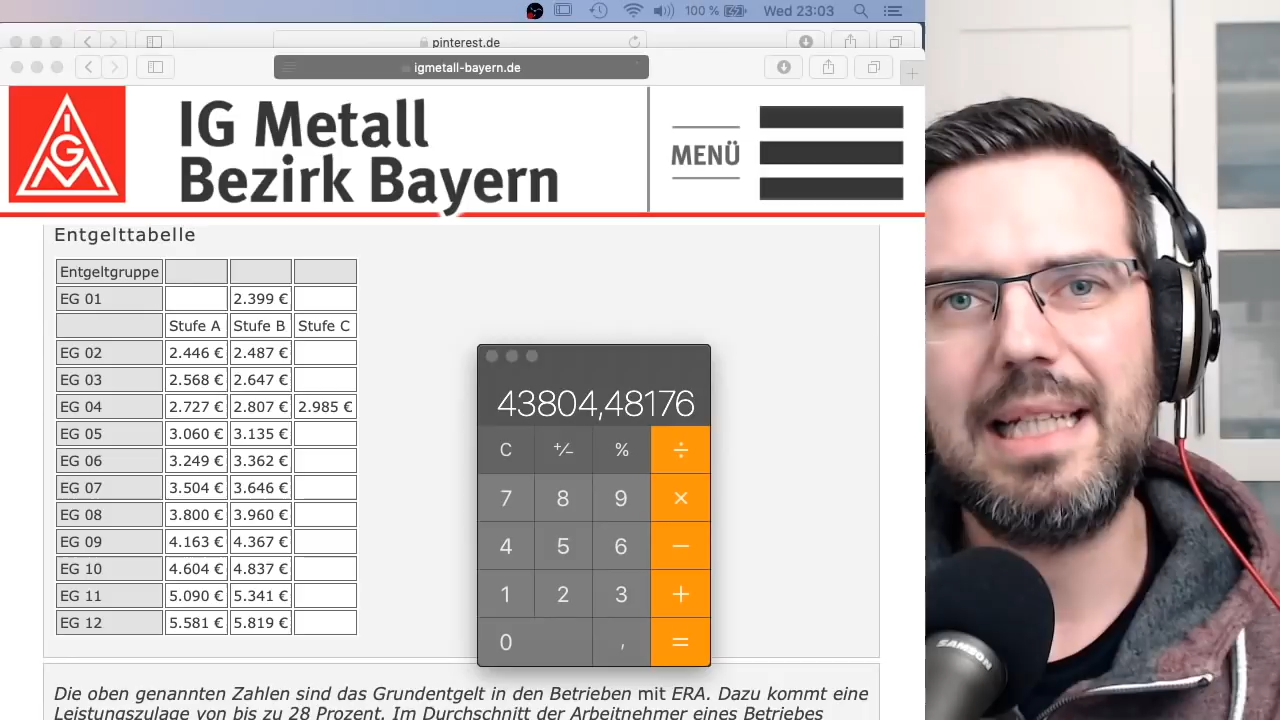 100 % Wed 23:03
pinterest.de
igmetall-bayern.de
IGM
IG Metall
Bezirk Bayern
MENÜ
Entgelttabelle
Entgeltgruppe
EG 01 2.399 €
Stufe A Stufe B Stufe C
EG 02 2.446 € 2.487 €
EG 03 2.568 € 2.647 €
EG 04 2.727 € 2.807 € 2.985 €
EG 05 3.060 € 3.135 €
EG 06 3.249 € 3.362 €
EG 07 3.504 € 3.646 €
EG 08 3.800 € 3.960 €
EG 09 4.163 € 4.367 €
EG 10 4.604 € 4.837 €
EG 11 5.090 € 5.341 €
EG 12 5.581 € 5.819 €
43804,48176
C +/− % ÷
7 8 9 ×
4 5 6 −
1 2 3 +
0 , =
Die oben genannten Zahlen sind das Grundentgelt in den Betrieben mit ERA. Dazu kommt eine
Leistungszulage von bis zu 28 Prozent. Im Durchschnitt der Arbeitnehmer eines Betriebes
SAMSON